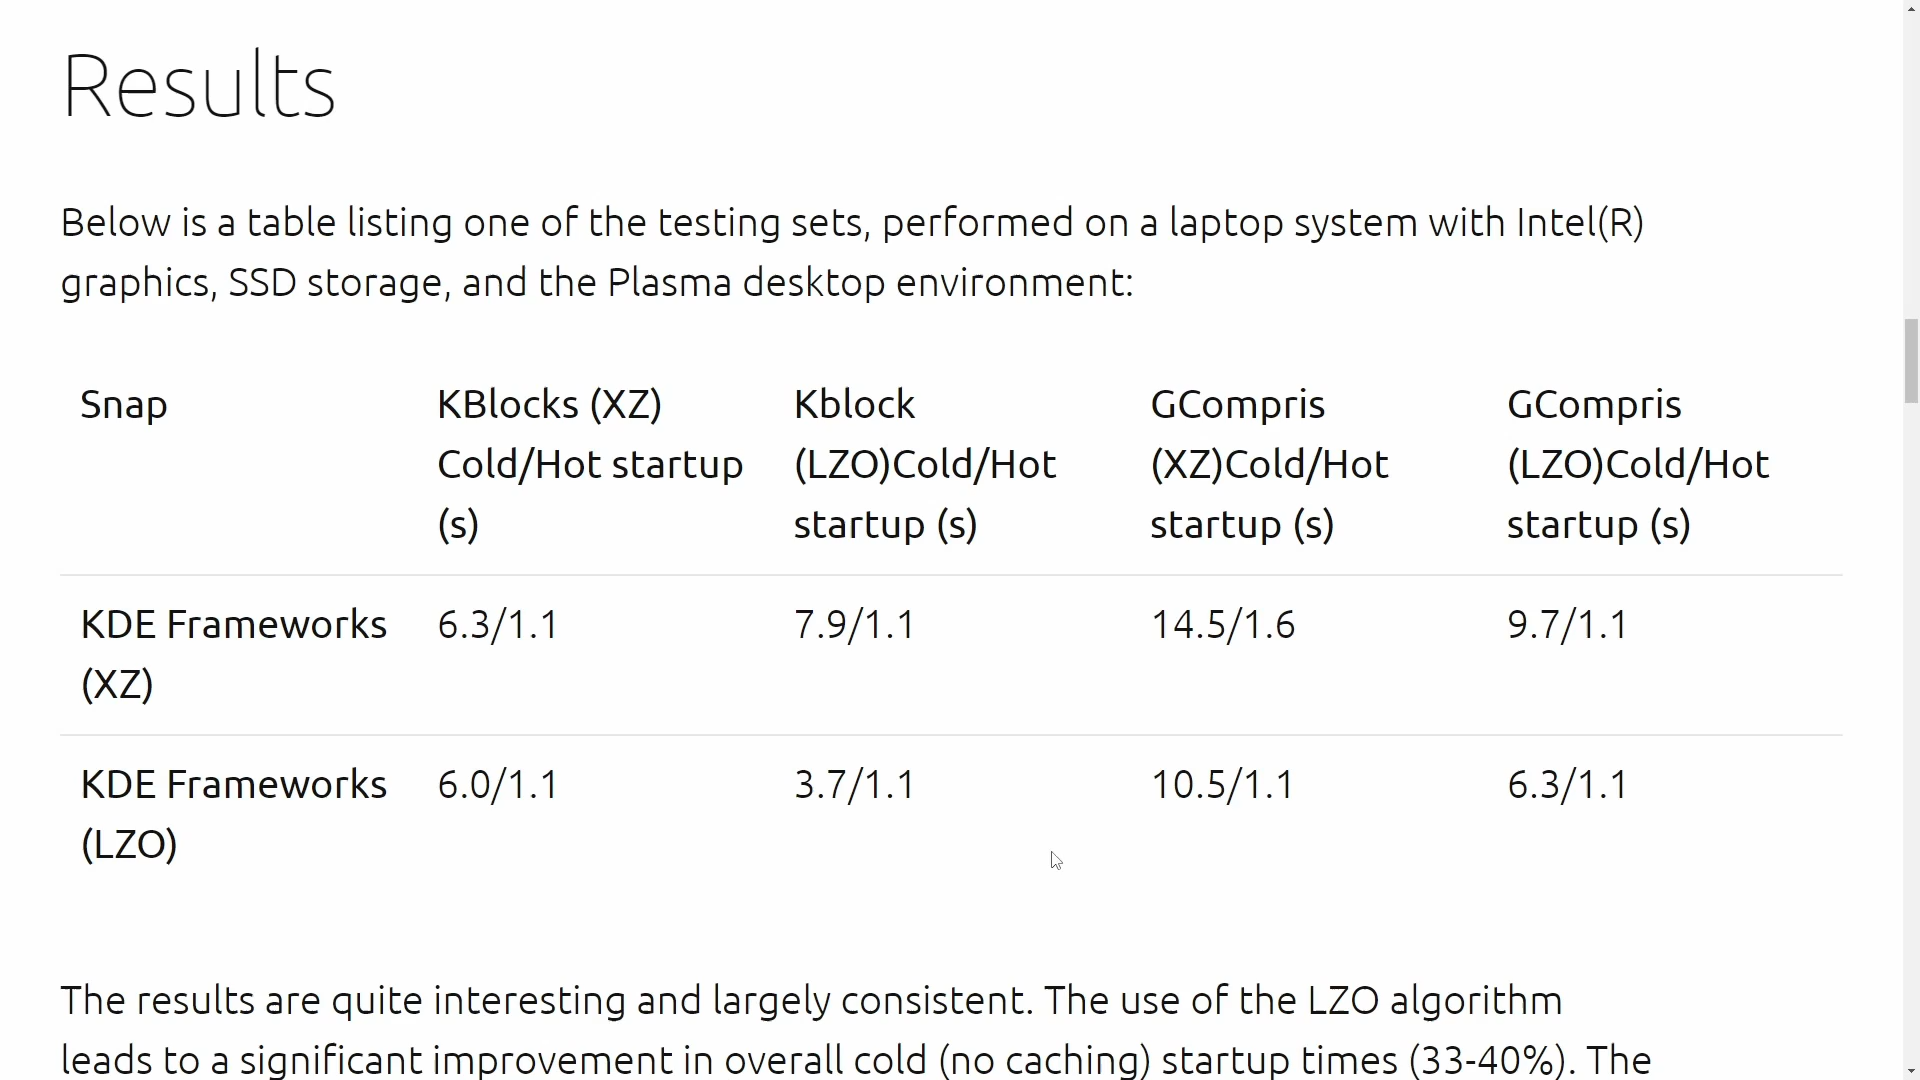 Results
Below is a table listing one of the testing sets, performed on a laptop system with Intel(R)
graphics, SSD storage, and the Plasma desktop environment:
Snap
KBlocks (XZ)
Cold/Hot startup
(s)
Kblock
(LZO)Cold/Hot
startup (s)
GCompris
(XZ)Cold/Hot
startup (s)
GCompris
(LZO)Cold/Hot
startup (s)
KDE Frameworks
(XZ)
6.3/1.1
7.9/1.1
14.5/1.6
9.7/1.1
KDE Frameworks
(LZO)
6.0/1.1
3.7/1.1
10.5/1.1
6.3/1.1
The results are quite interesting and largely consistent. The use of the LZO algorithm
leads to a significant improvement in overall cold (no caching) startup times (33-40%). The